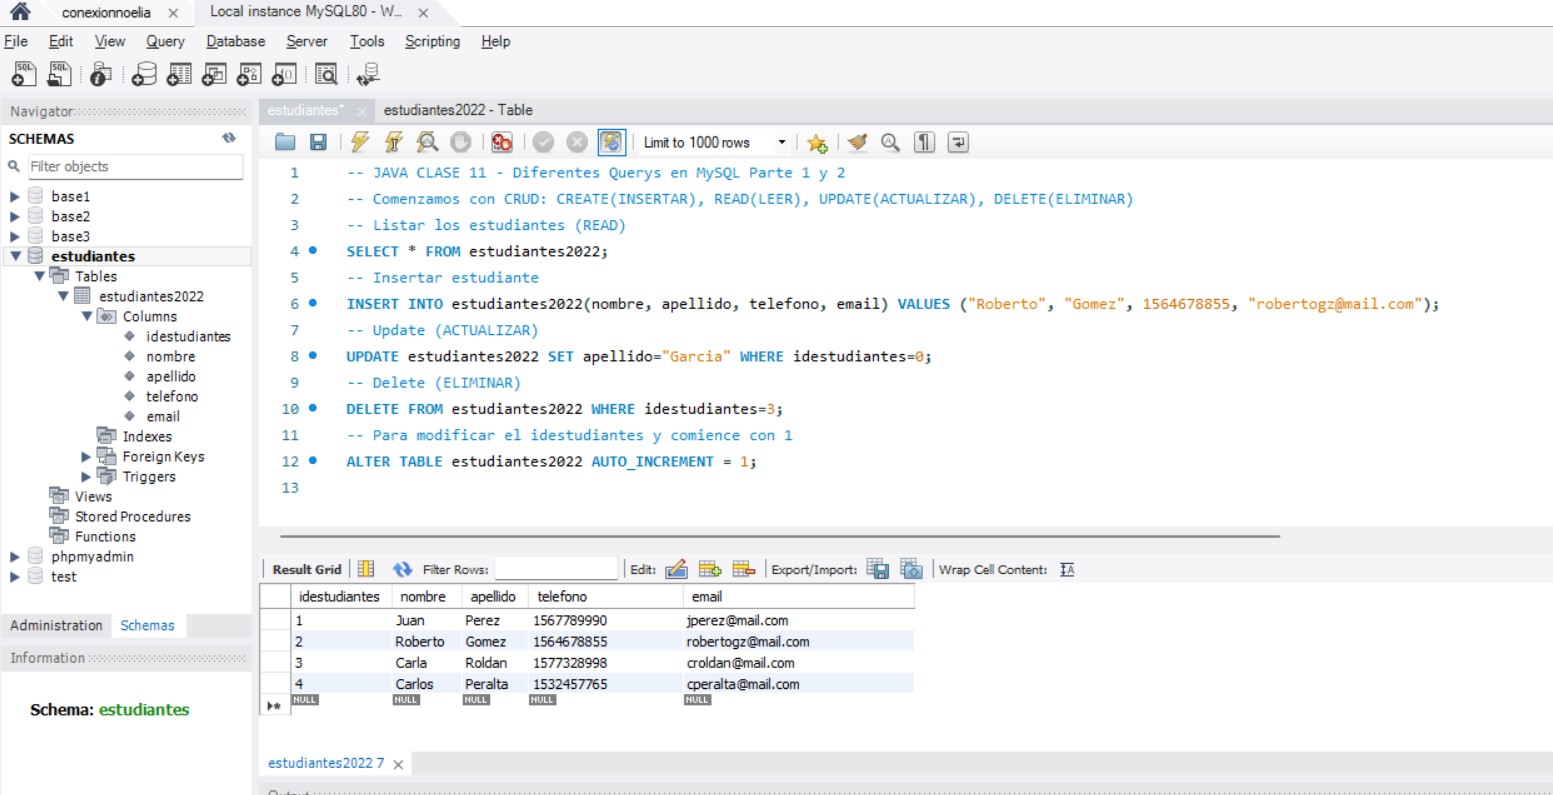 conexionnoelia
Local instance MySQL80 - W...
File Edit View Query Database Server Tools Scripting Help
Navigator
SCHEMAS
Filter objects
base1
base2
base3
estudiantes
Tables
estudiantes2022
Columns
idestudiantes
nombre
apellido
telefono
email
Indexes
Foreign Keys
Triggers
Views
Stored Procedures
Functions
phpmyadmin
test
Administration Schemas
Information
Schema: estudiantes
estudiantes*
estudiantes2022 - Table
Limit to 1000 rows
1 -- JAVA CLASE 11 - Diferentes Querys en MySQL Parte 1 y 2
2 -- Comenzamos con CRUD: CREATE(INSERTAR), READ(LEER), UPDATE(ACTUALIZAR), DELETE(ELIMINAR)
3 -- Listar los estudiantes (READ)
4 SELECT * FROM estudiantes2022;
5 -- Insertar estudiante
6 INSERT INTO estudiantes2022(nombre, apellido, telefono, email) VALUES ("Roberto", "Gomez", 1564678855, "robertogz@mail.com");
7 -- Update (ACTUALIZAR)
8 UPDATE estudiantes2022 SET apellido="Garcia" WHERE idestudiantes=0;
9 -- Delete (ELIMINAR)
10 DELETE FROM estudiantes2022 WHERE idestudiantes=3;
11 -- Para modificar el idestudiantes y comience con 1
12 ALTER TABLE estudiantes2022 AUTO_INCREMENT = 1;
13
Result Grid Filter Rows: Edit: Export/Import: Wrap Cell Content:
idestudiantes nombre apellido telefono email
1 Juan Perez 1567789990 jperez@mail.com
2 Roberto Gomez 1564678855 robertogz@mail.com
3 Carla Roldan 1577328998 croldan@mail.com
4 Carlos Peralta 1532457765 cperalta@mail.com
NULL NULL NULL NULL NULL
estudiantes2022 7